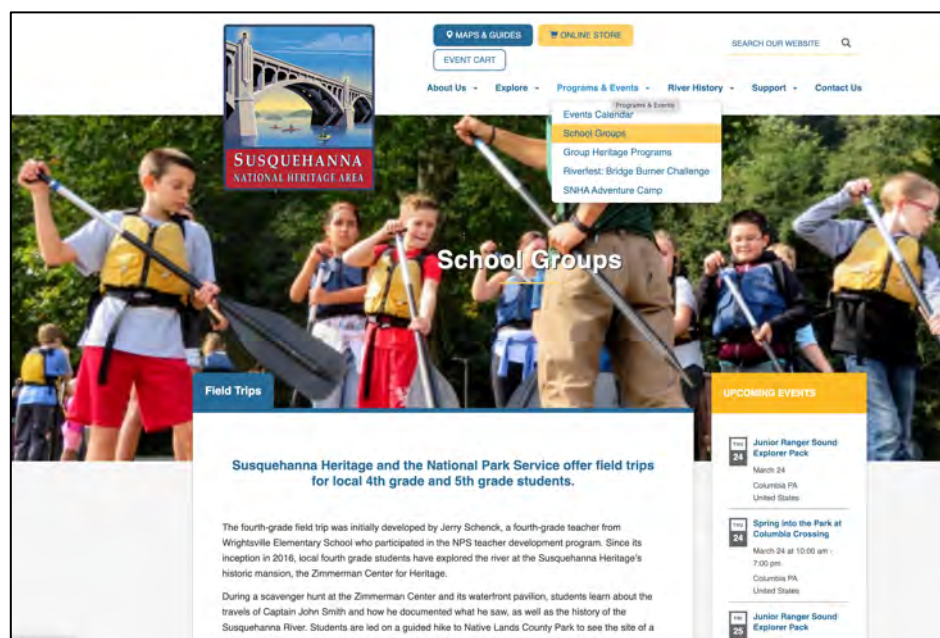 MAPS & GUIDES
ONLINE STORE
EVENT CART
SEARCH OUR WEBSITE
About Us
Explore
Programs & Events
River History
Support
Contact Us
Programs & Events
Events Calendar
School Groups
Group Heritage Programs
Riverfest: Bridge Burner Challenge
SNHA Adventure Camp
SUSQUEHANNA
NATIONAL HERITAGE AREA
School Groups
Field Trips
Susquehanna Heritage and the National Park Service offer field trips
for local 4th grade and 5th grade students.
The fourth-grade field trip was initially developed by Jerry Schenck, a fourth-grade teacher from
Wrightsville Elementary School who participated in the NPS teacher development program. Since its
inception in 2016, local fourth grade students have explored the river at the Susquehanna Heritage's
historic mansion, the Zimmerman Center for Heritage.
During a scavenger hunt at the Zimmerman Center and its waterfront pavilion, students learn about the
travels of Captain John Smith and how he documented what he saw, as well as the history of the
Susquehanna River. Students are led on a guided hike to Native Lands County Park to see the site of a
UPCOMING EVENTS
THU
24
Junior Ranger Sound
Explorer Pack
March 24
Columbia PA
United States
THU
24
Spring into the Park at
Columbia Crossing
March 24 at 10:00 am -
7:00 pm
Columbia PA
United States
FRI
25
Junior Ranger Sound
Explorer Pack